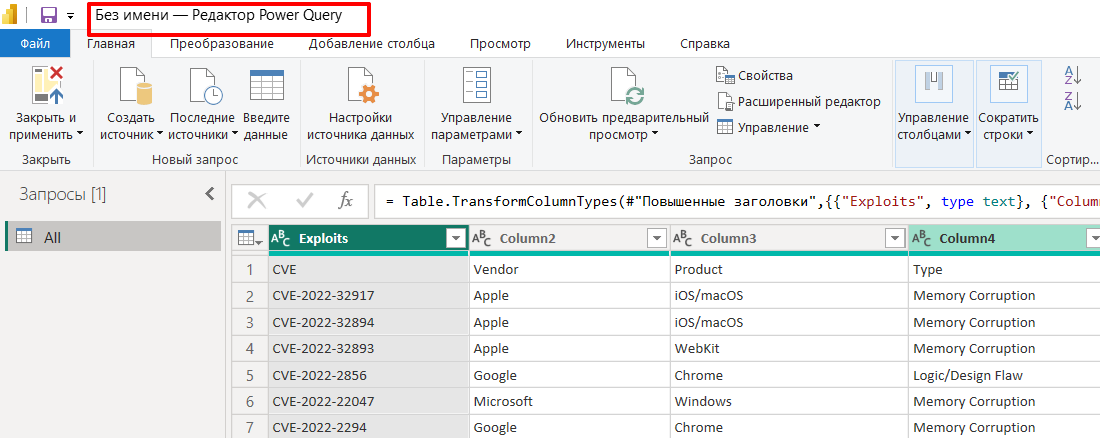 Без имени — Редактор Power Query
Файл Главная Преобразование Добавление столбца Просмотр Инструменты Справка
Закрыть и применить
Закрыть
Создать источник
Последние источники
Введите данные
Новый запрос
Настройки источника данных
Источники данных
Управление параметрами
Параметры
Обновить предварительный просмотр
Свойства
Расширенный редактор
Управление
Запрос
Управление столбцами
Сократить строки
Сортир...
Запросы [1]
All
= Table.TransformColumnTypes(#"Повышенные заголовки",{{"Exploits", type text}, {"Colum
Exploits Column2 Column3 Column4
1 CVE Vendor Product Type
2 CVE-2022-32917 Apple iOS/macOS Memory Corruption
3 CVE-2022-32894 Apple iOS/macOS Memory Corruption
4 CVE-2022-32893 Apple WebKit Memory Corruption
5 CVE-2022-2856 Google Chrome Logic/Design Flaw
6 CVE-2022-22047 Microsoft Windows Memory Corruption
7 CVE-2022-2294 Google Chrome Memory Corruption